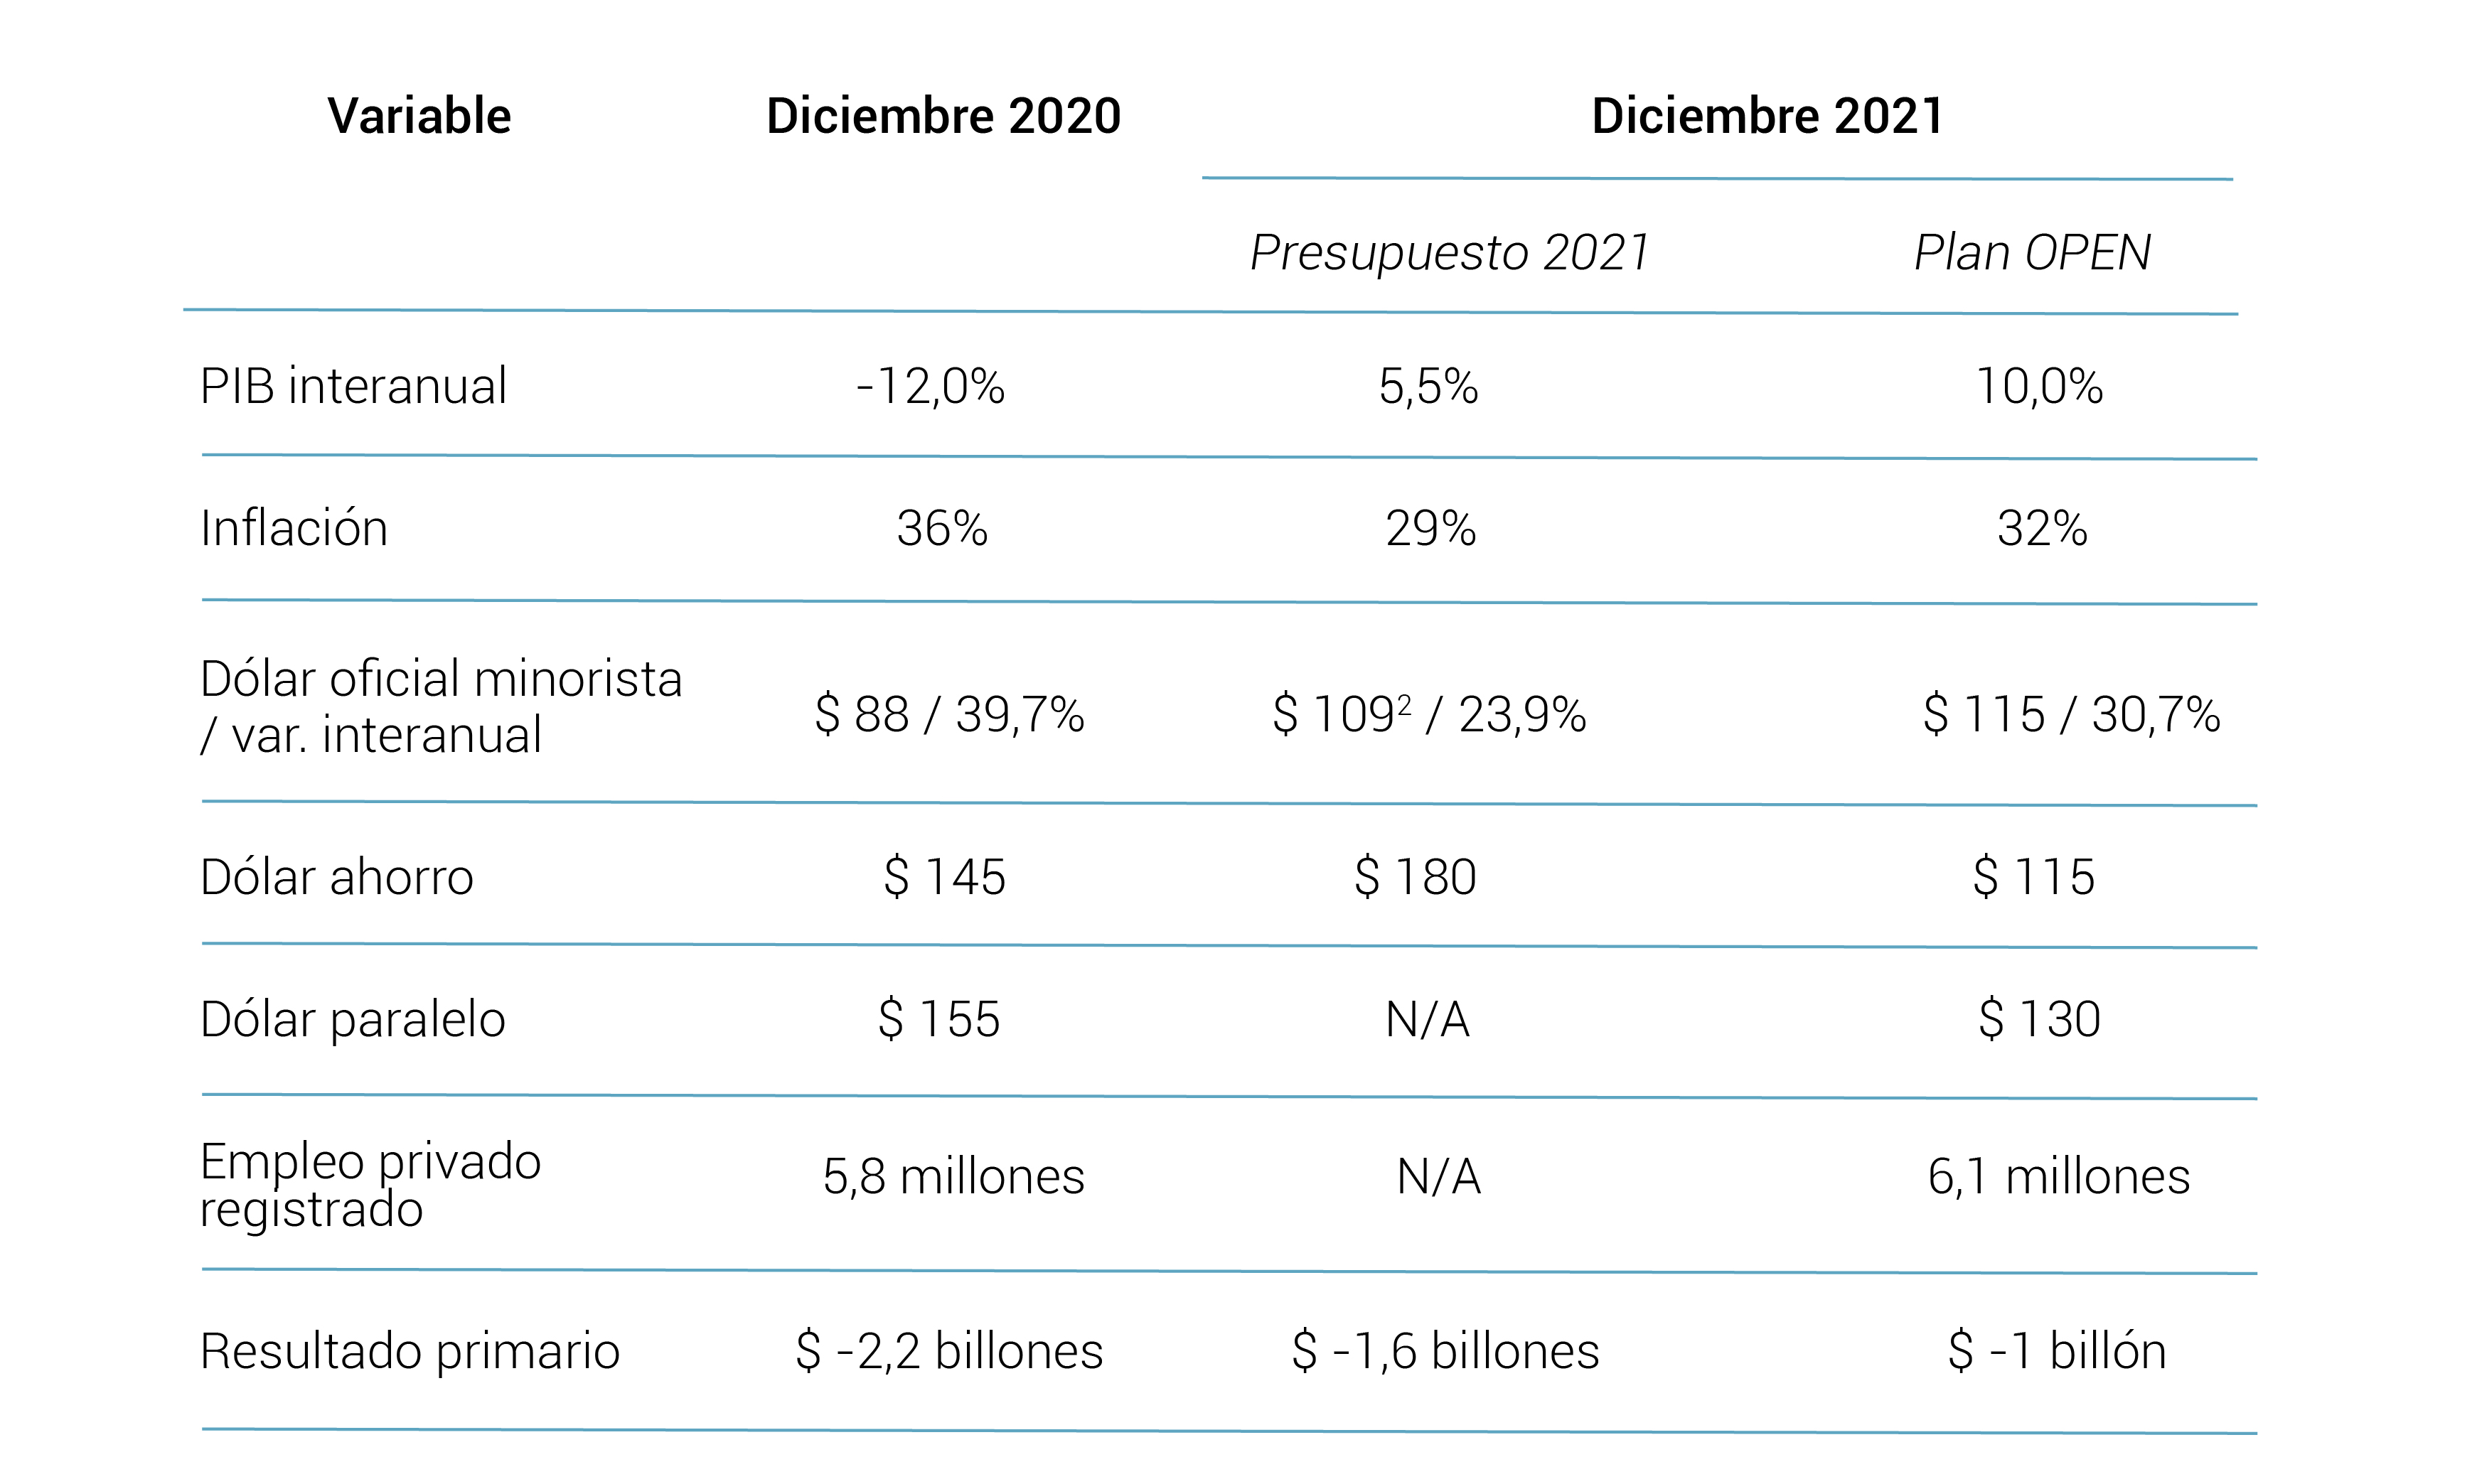 Variable Diciembre 2020 Diciembre 2021
Presupuesto 2021 Plan OPEN
PIB interanual -12,0% 5,5% 10,0%
Inflación 36% 29% 32%
Dólar oficial minorista
/ var. interanual $ 88 / 39,7% $ 109² / 23,9% $ 115 / 30,7%
Dólar ahorro $ 145 $ 180 $ 115
Dólar paralelo $ 155 N/A $ 130
Empleo privado
registrado 5,8 millones N/A 6,1 millones
Resultado primario $ -2,2 billones $ -1,6 billones $ -1 billón